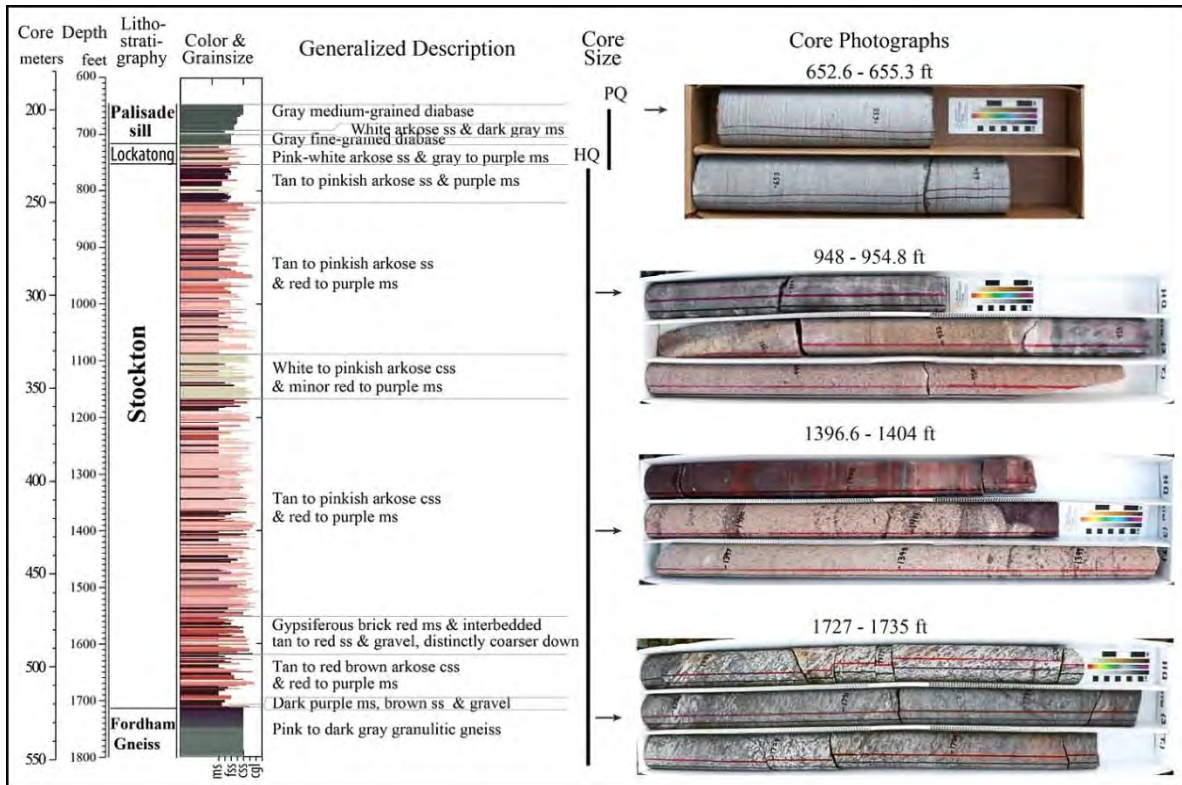 Core Depth
meters feet
Litho-
strati-
graphy
Color &
Grainsize
Generalized Description
Core
Size
Core Photographs
200
250
300
350
400
450
500
550
600
700
800
900
1000
1100
1200
1300
1400
1500
1600
1700
1800
Palisade
sill
Lockatong
Stockton
Fordham
Gneiss
ms
fss
css
cgl
Gray medium-grained diabase
White arkose ss & dark gray ms
Gray fine-grained diabase
Pink-white arkose ss & gray to purple ms
Tan to pinkish arkose ss & purple ms
Tan to pinkish arkose ss
& red to purple ms
White to pinkish arkose css
& minor red to purple ms
Tan to pinkish arkose css
& red to purple ms
Gypsiferous brick red ms & interbedded
tan to red ss & gravel, distinctly coarser down
Tan to red brown arkose css
& red to purple ms
Dark purple ms, brown ss & gravel
Pink to dark gray granulitic gneiss
PQ
HQ
652.6 - 655.3 ft
948 - 954.8 ft
1396.6 - 1404 ft
1727 - 1735 ft